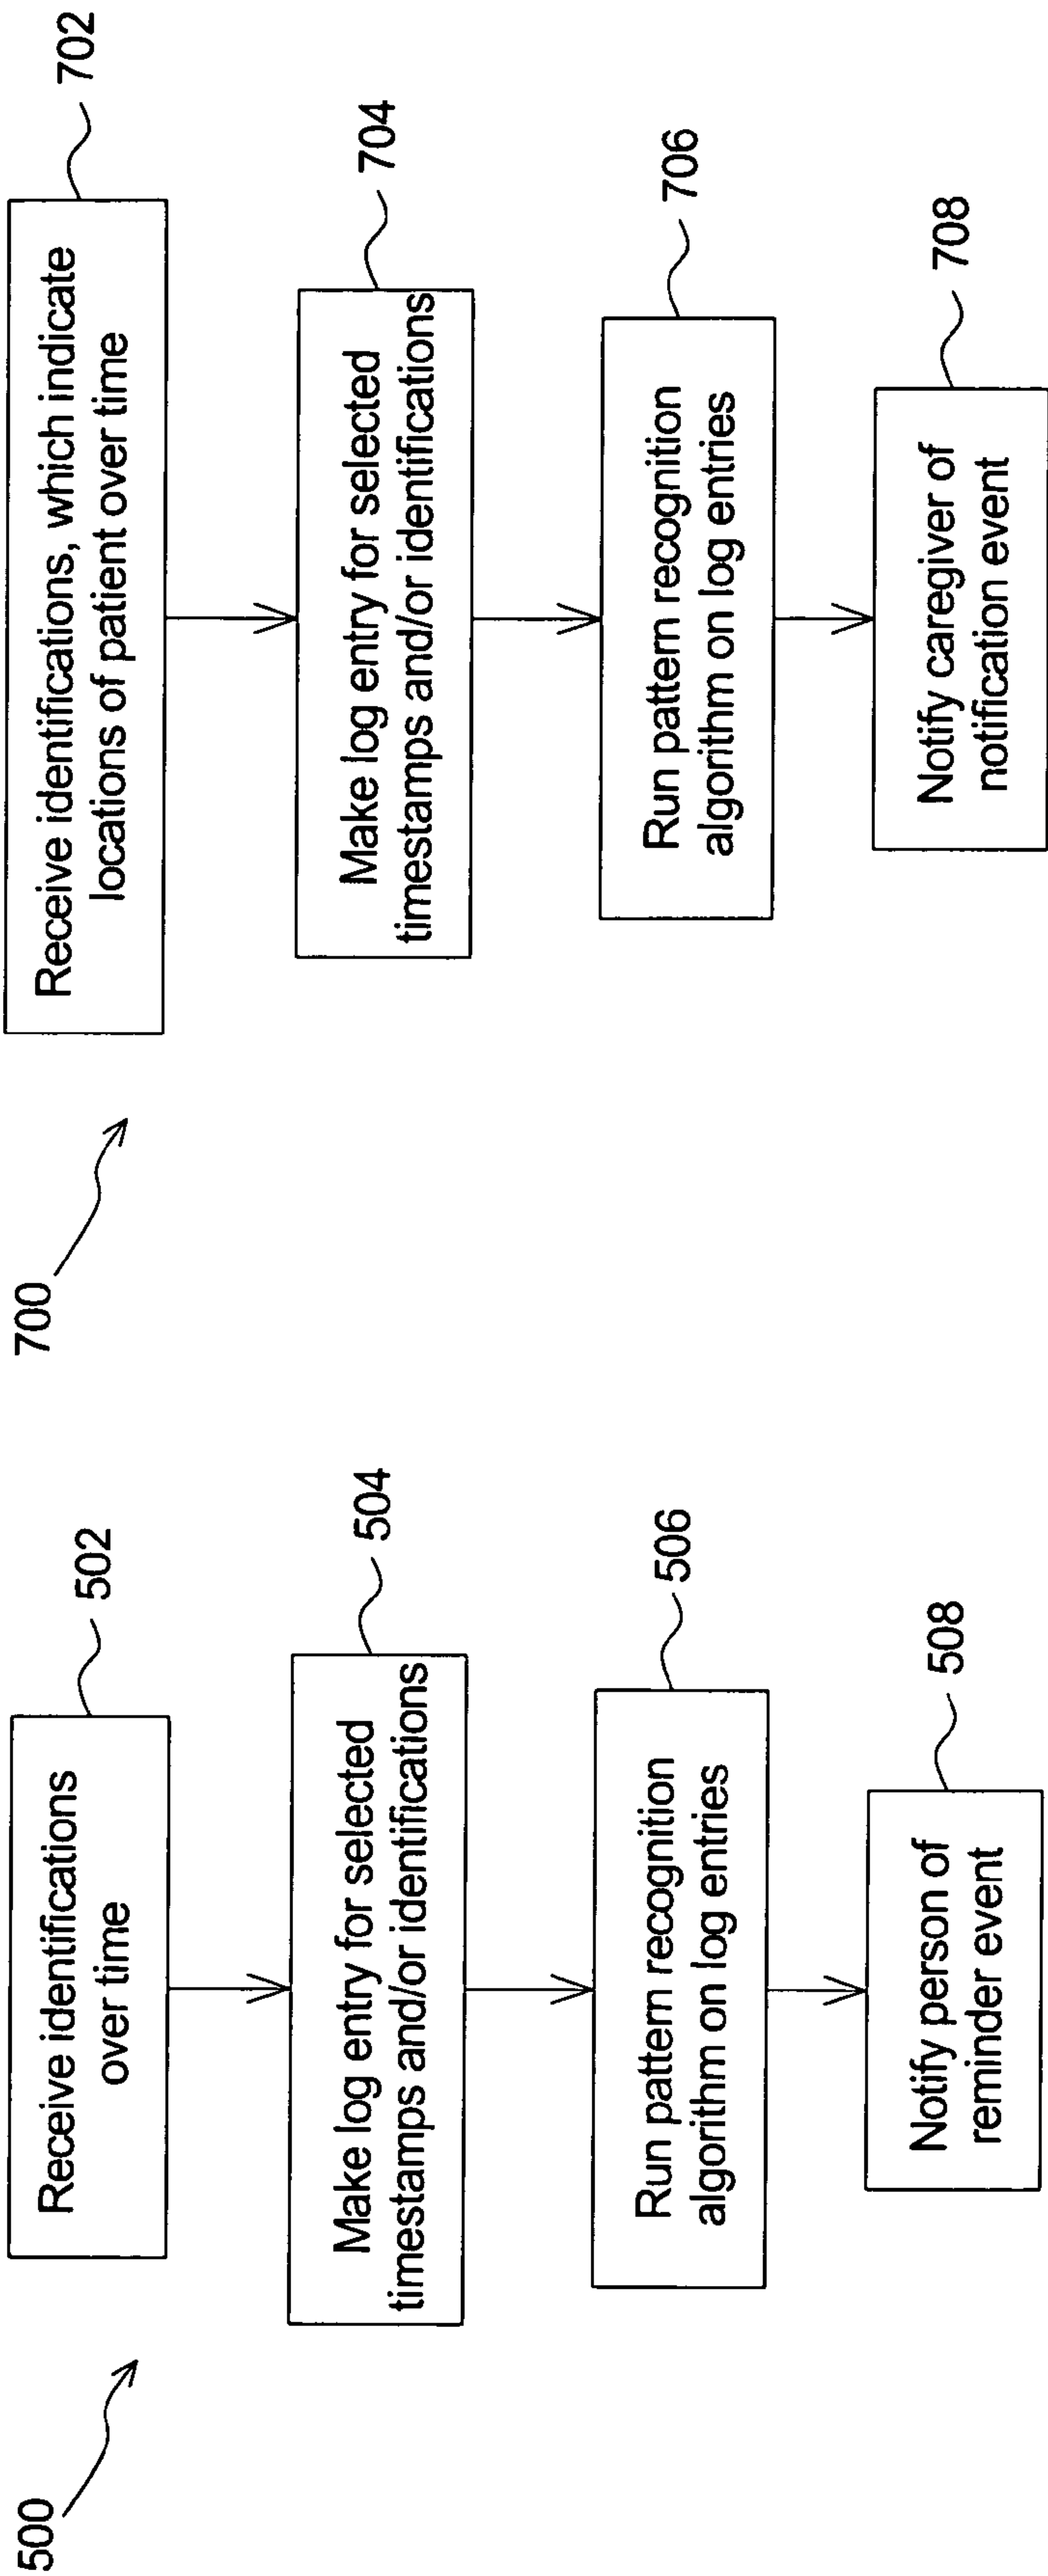 500
Receive identifications
over time
502
Make log entry for selected
timestamps and/or identifications
504
Run pattern recognition
algorithm on log entries
506
Notify person of
reminder event
508
700
Receive identifications, which indicate
locations of patient over time
702
Make log entry for selected
timestamps and/or identifications
704
Run pattern recognition
algorithm on log entries
706
Notify caregiver of
notification event
708